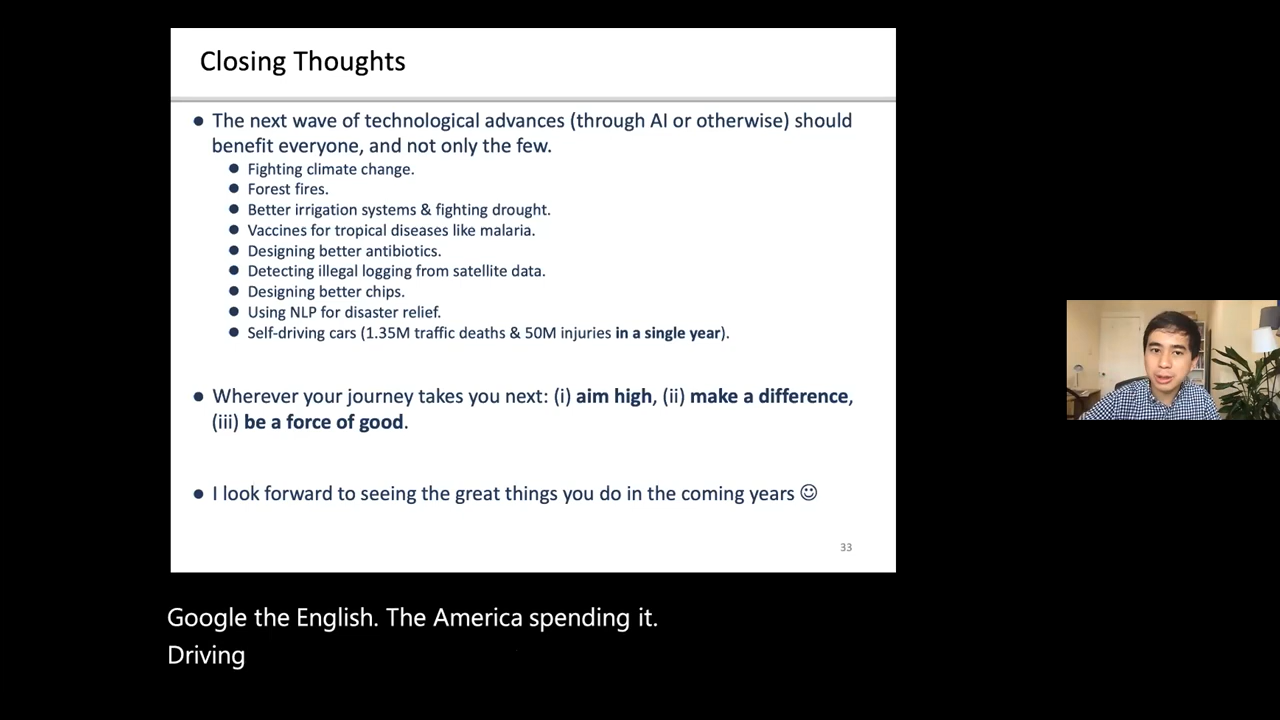 Closing Thoughts
● The next wave of technological advances (through AI or otherwise) should
benefit everyone, and not only the few.
● Fighting climate change.
● Forest fires.
● Better irrigation systems & fighting drought.
● Vaccines for tropical diseases like malaria.
● Designing better antibiotics.
● Detecting illegal logging from satellite data.
● Designing better chips.
● Using NLP for disaster relief.
● Self-driving cars (1.35M traffic deaths & 50M injuries in a single year).
● Wherever your journey takes you next: (i) aim high, (ii) make a difference,
(iii) be a force of good.
● I look forward to seeing the great things you do in the coming years ☺
33
Google the English. The America spending it.
Driving